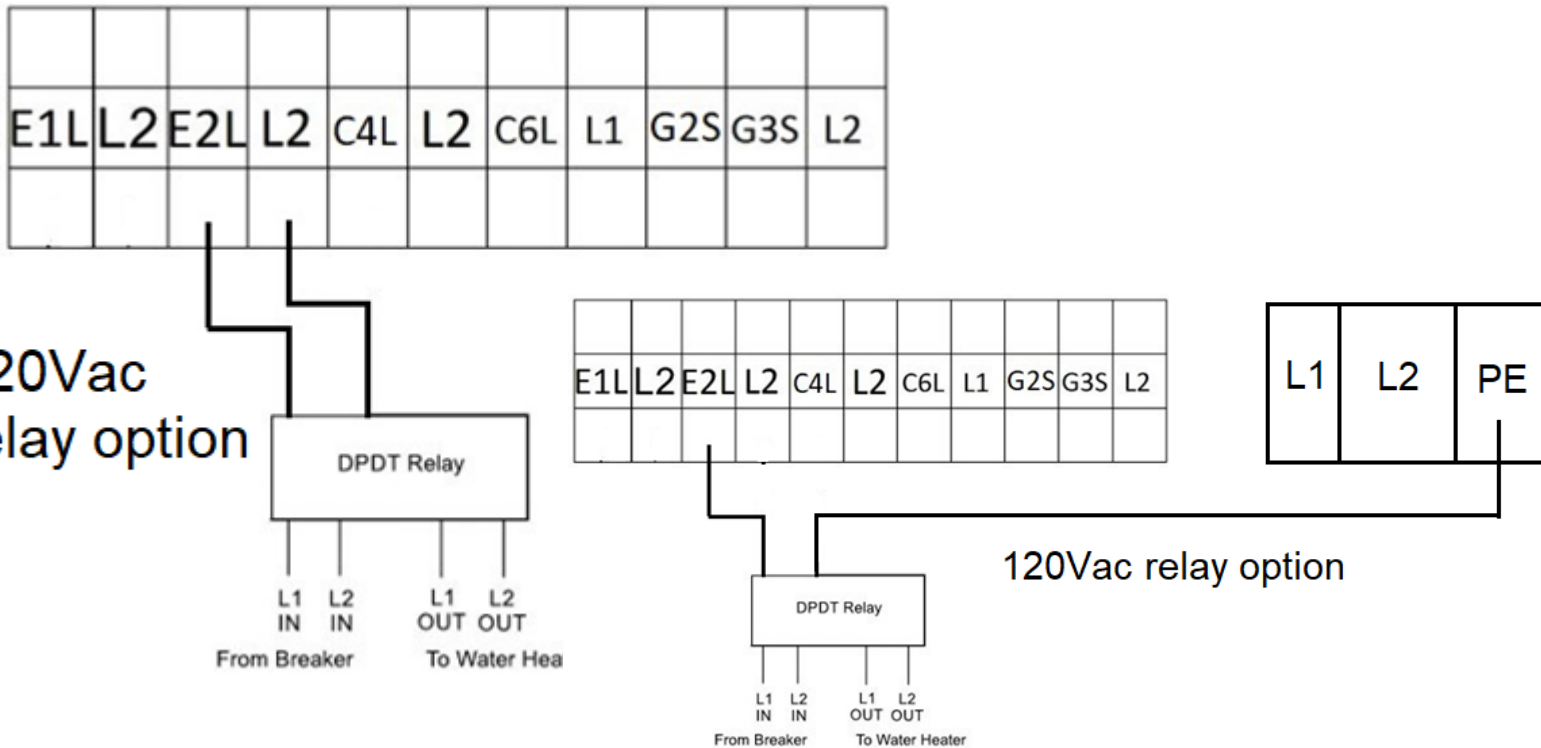 E1L L2 E2L L2 C4L L2 C6L L1 G2S G3S L2
20Vac
elay option
DPDT Relay
L1 L2 L1 L2
IN IN OUT OUT
From Breaker To Water Hea
E1L L2 E2L L2 C4L L2 C6L L1 G2S G3S L2
L1 L2 PE
120Vac relay option
DPDT Relay
L1 L2 L1 L2
IN IN OUT OUT
From Breaker To Water Heater